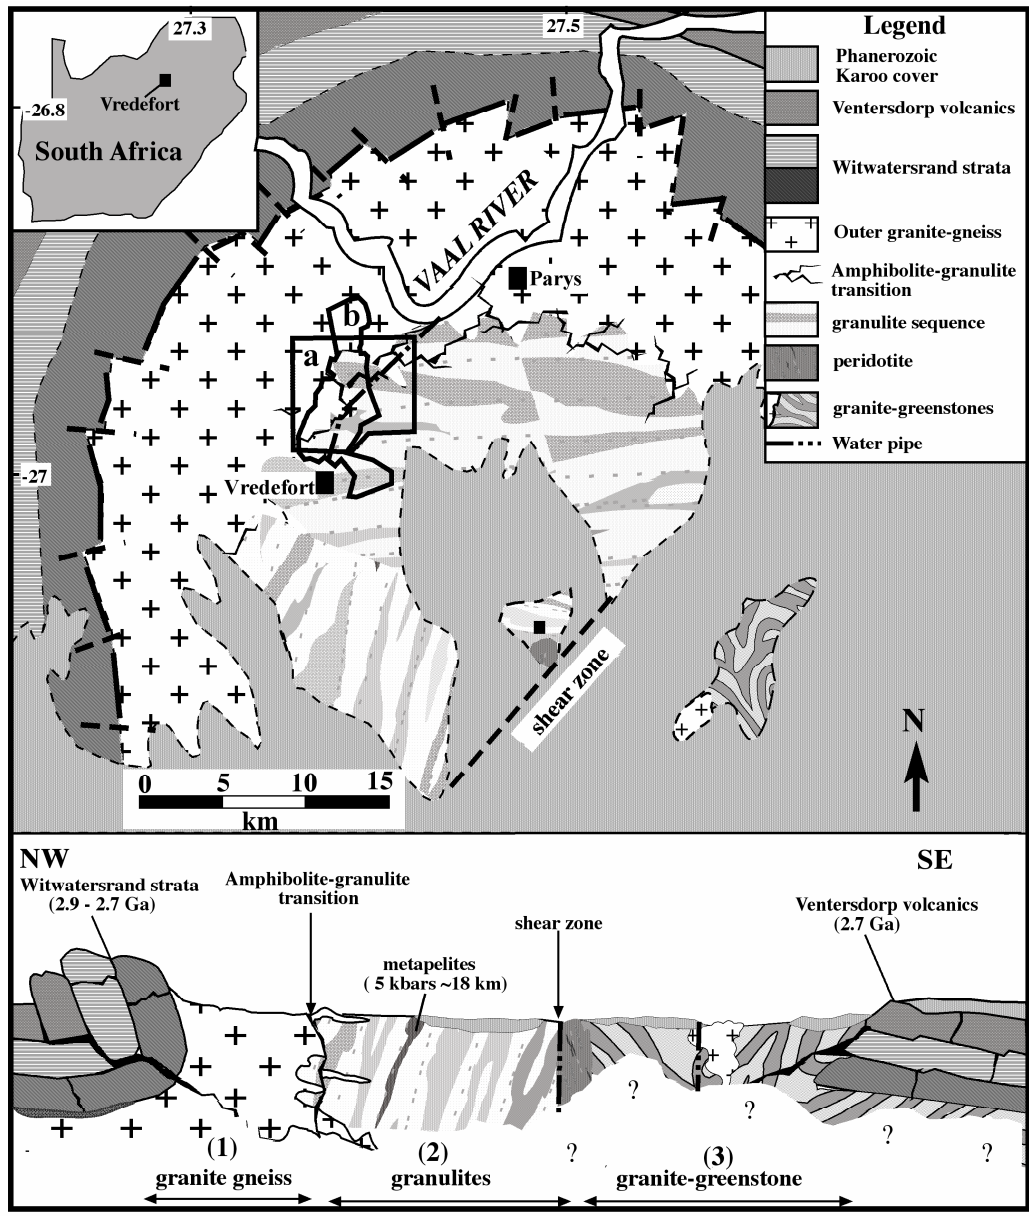 27.3
-26.8
Vredefort
South Africa
27.5
-27
VAAL RIVER
Parys
b
a
Vredefort
shear zone
N
0 5 10 15
km
Legend
Phanerozoic
Karoo cover
Ventersdorp volcanics
Witwatersrand strata
Outer granite-gneiss
Amphibolite-granulite
transition
granulite sequence
peridotite
granite-greenstones
Water pipe
NW
SE
Witwatersrand strata
(2.9 - 2.7 Ga)
Amphibolite-granulite
transition
metapelites
( 5 kbars ~18 km)
shear zone
Ventersdorp volcanics
(2.7 Ga)
?
?
?
?
?
(1)
granite gneiss
(2)
granulites
(3)
granite-greenstone